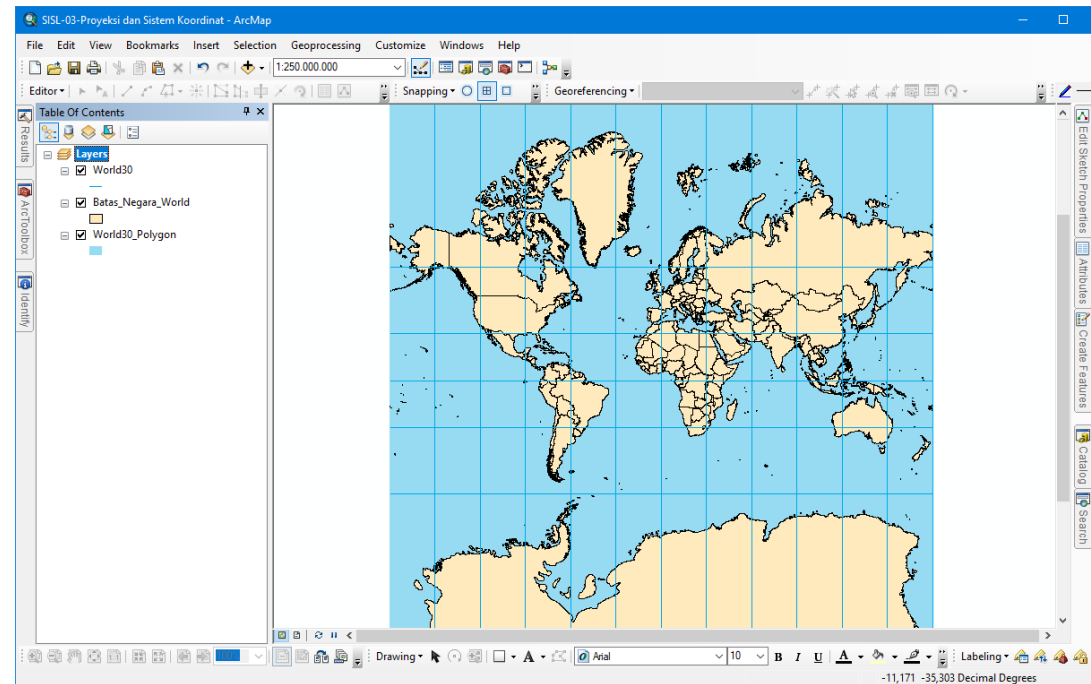 SISL-03-Proyeksi dan Sistem Koordinat - ArcMap
File Edit View Bookmarks Insert Selection Geoprocessing Customize Windows Help
1:250.000.000
Editor Snapping Georeferencing
Table Of Contents
Layers
World30
Batas_Negara_World
World30_Polygon
Results
ArcToolbox
Identify
Edit Sketch Properties
Attributes
Create Features
Catalog
Search
Drawing A Arial 10 B I U A Labeling
-11,171 -35,303 Decimal Degrees